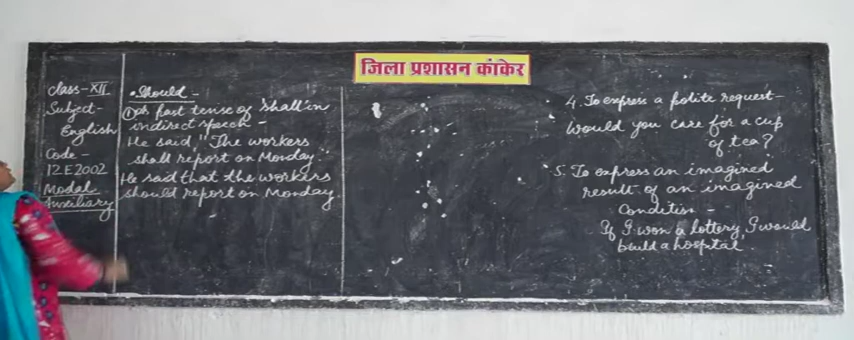 जिला प्रशासन कांकेर
Class-XII
Subject-
English
Code-
12E2002
Modal
Auxiliary
• Should -
① as past tense of 'shall' in
indirect speech -
He said, "The workers
shall report on Monday.
He said that the workers
should report on Monday.
4. To express a polite request-
Would you care for a cup
of tea?
5. To express an imagined
result of an imagined
Condition -
If I won a lottery, I would
build a hospital